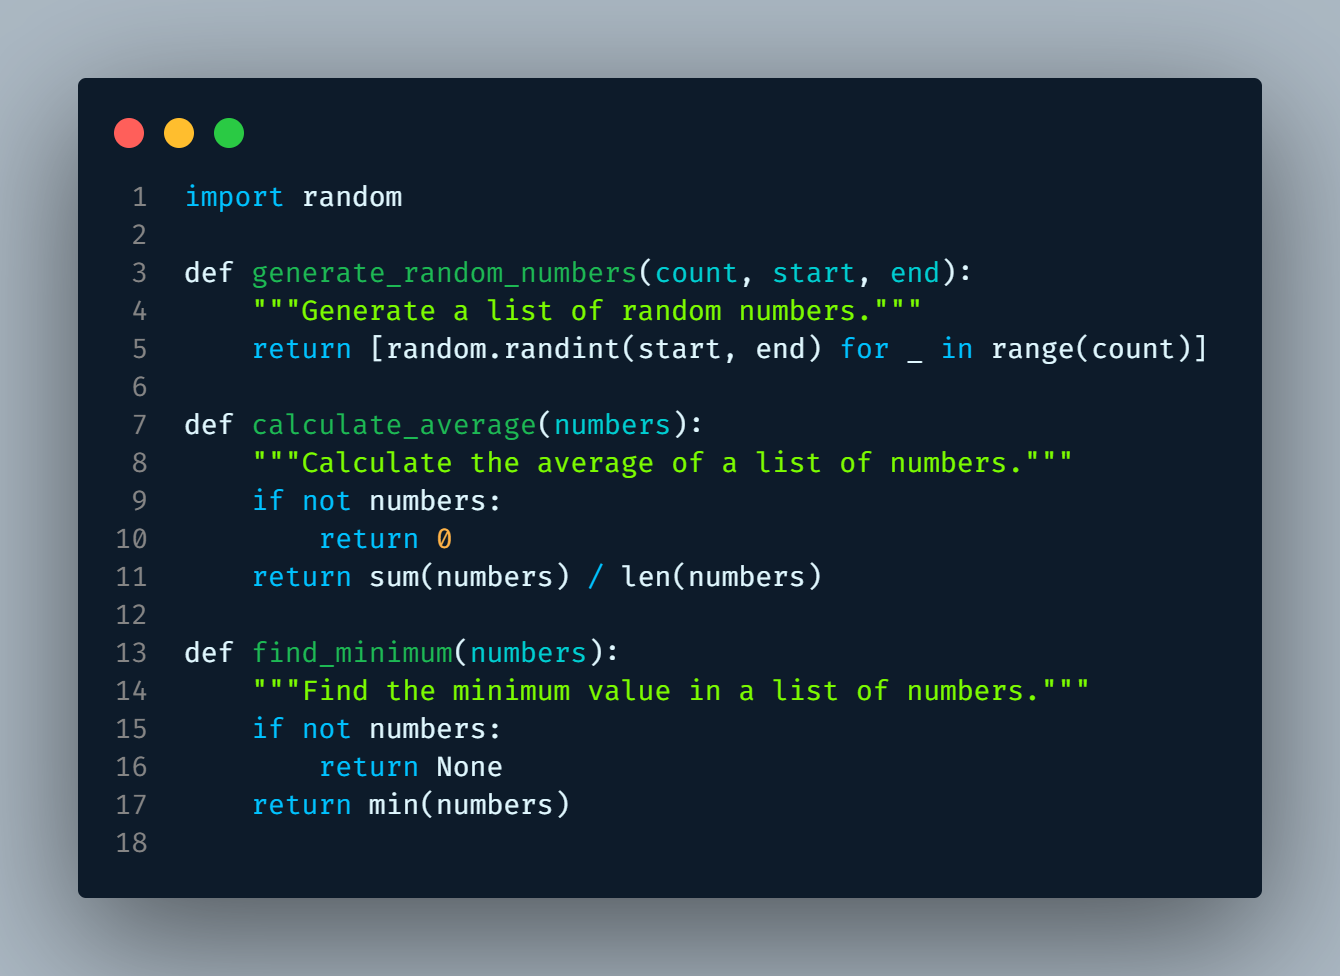 1 import random
2
3 def generate_random_numbers(count, start, end):
4     """Generate a list of random numbers."""
5     return [random.randint(start, end) for _ in range(count)]
6
7 def calculate_average(numbers):
8     """Calculate the average of a list of numbers."""
9     if not numbers:
10         return 0
11     return sum(numbers) / len(numbers)
12
13 def find_minimum(numbers):
14     """Find the minimum value in a list of numbers."""
15     if not numbers:
16         return None
17     return min(numbers)
18